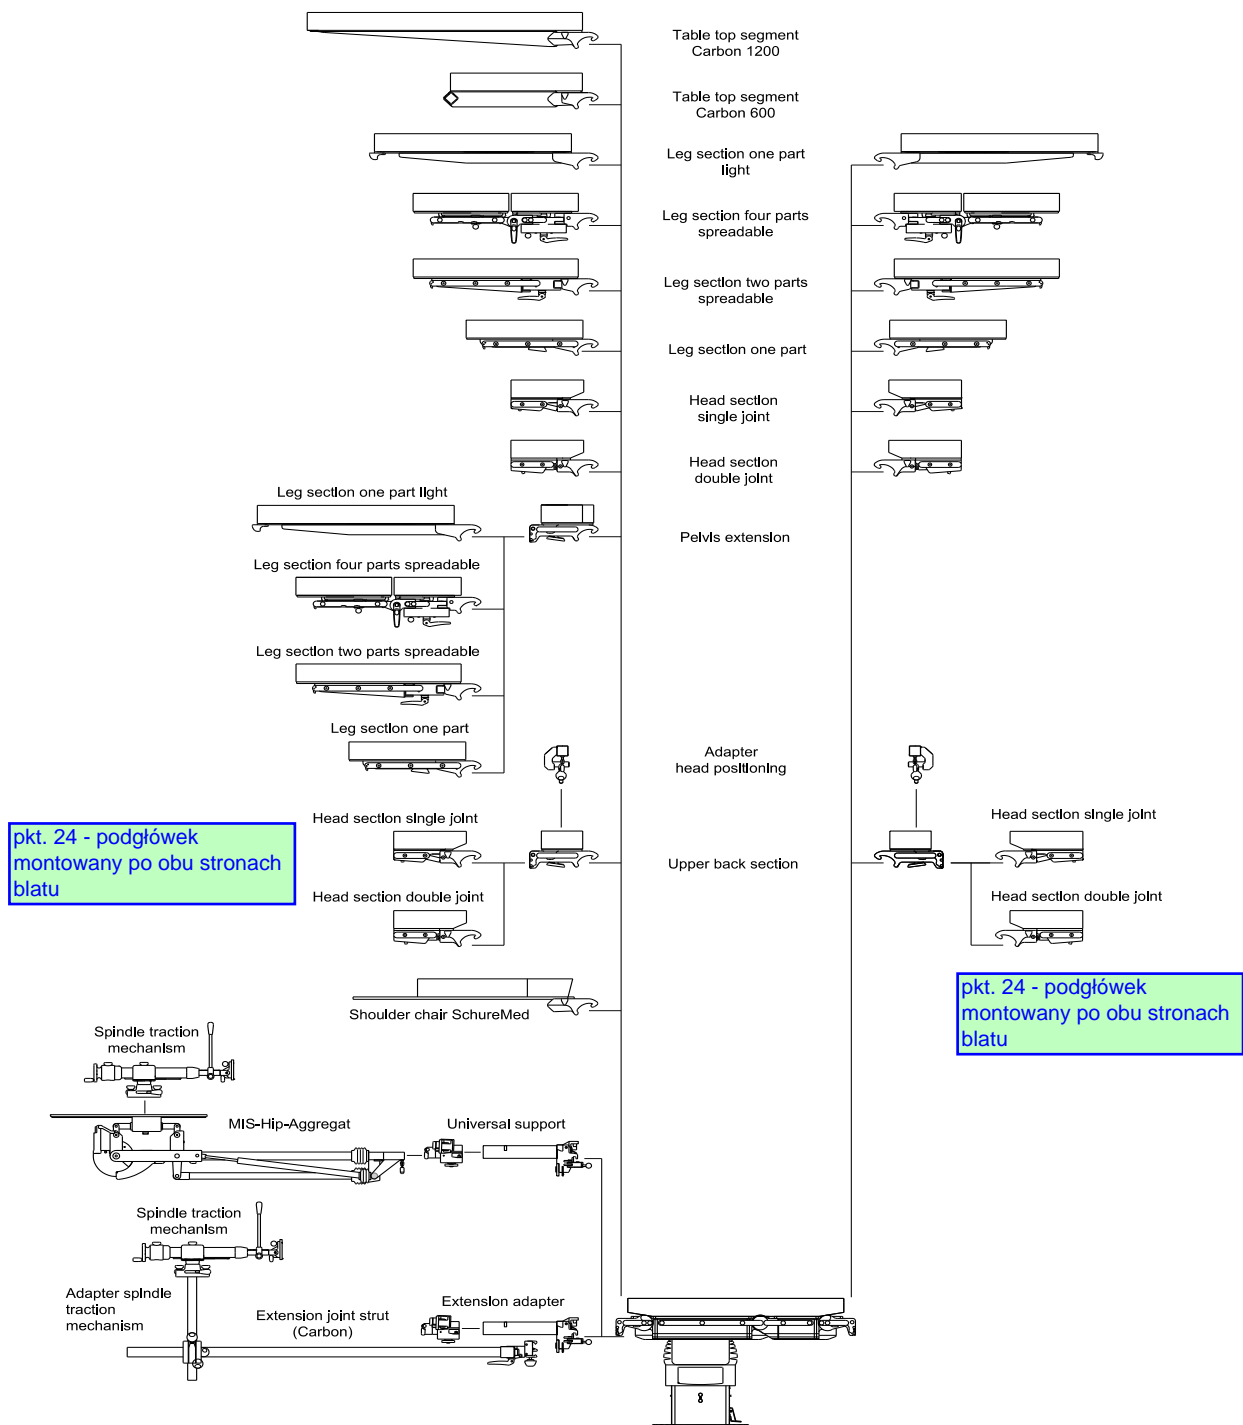 Table top segment
Carbon 1200
Table top segment
Carbon 600
Leg section one part
light
Leg section four parts
spreadable
Leg section two parts
spreadable
Leg section one part
Head section
single joint
Head section
double joint
Leg section one part light
Pelvis extension
Leg section four parts spreadable
Leg section two parts spreadable
Leg section one part
Adapter
head positioning
pkt. 24 - podgłówek
montowany po obu stronach
blatu
Head section single joint
Upper back section
Head section single joint
Head section double joint
Head section double joint
pkt. 24 - podgłówek
montowany po obu stronach
blatu
Shoulder chair SchureMed
Spindle traction
mechanism
MIS-Hip-Aggregat
Universal support
Spindle traction
mechanism
Adapter spindle
traction
mechanism
Extension joint strut
(Carbon)
Extension adapter